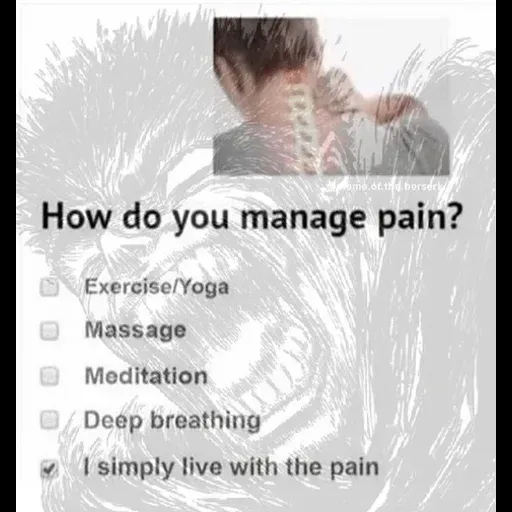 How do you manage pain?
Exercise/Yoga
Massage
Meditation
Deep breathing
I simply live with the pain